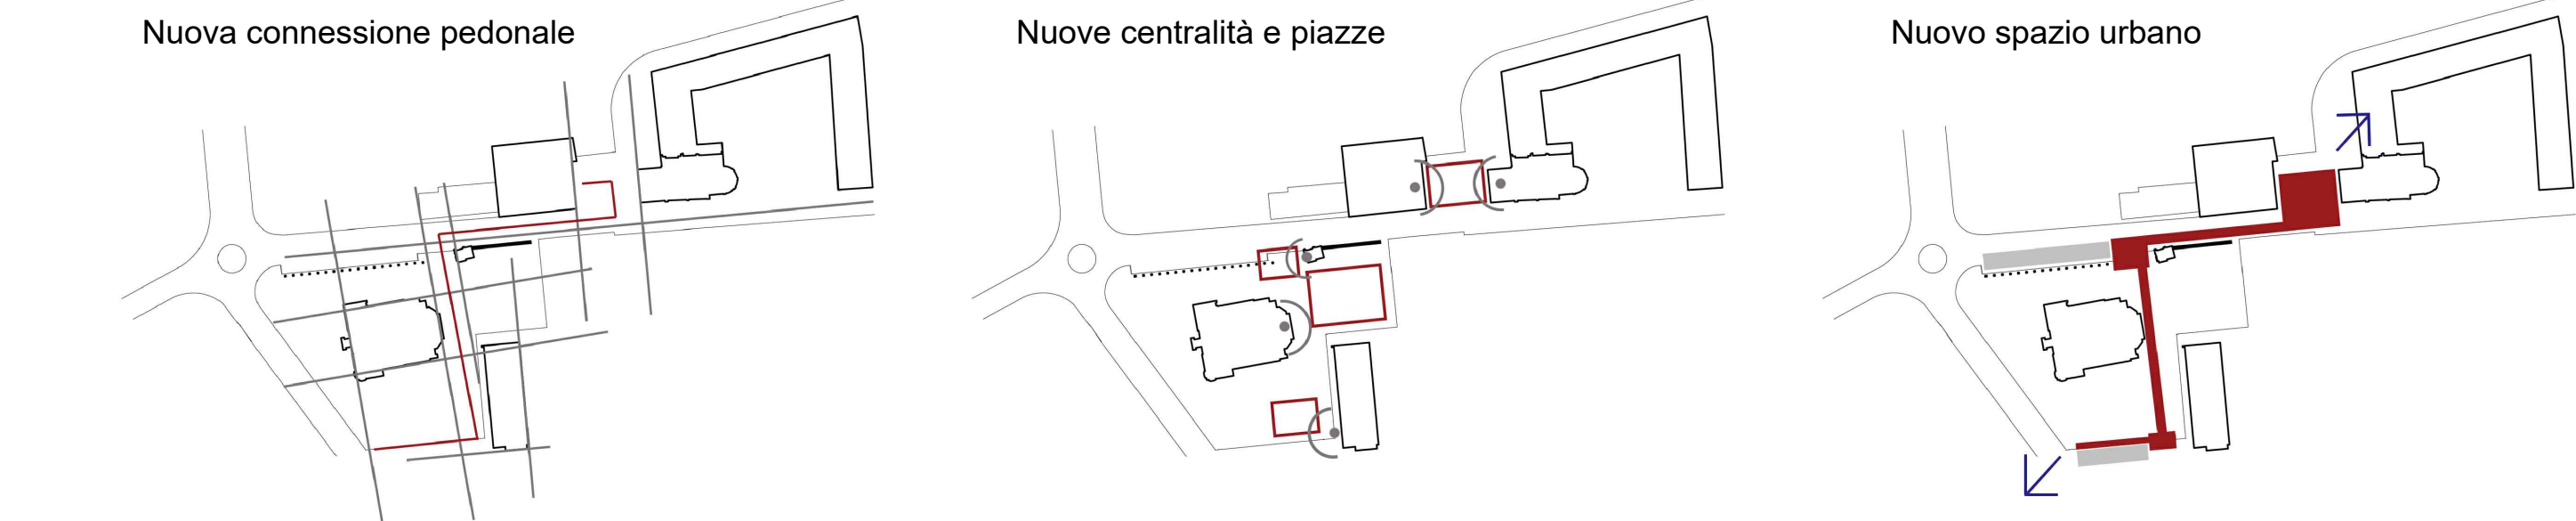 Nuova connessione pedonale
Nuove centralità e piazze
Nuovo spazio urbano